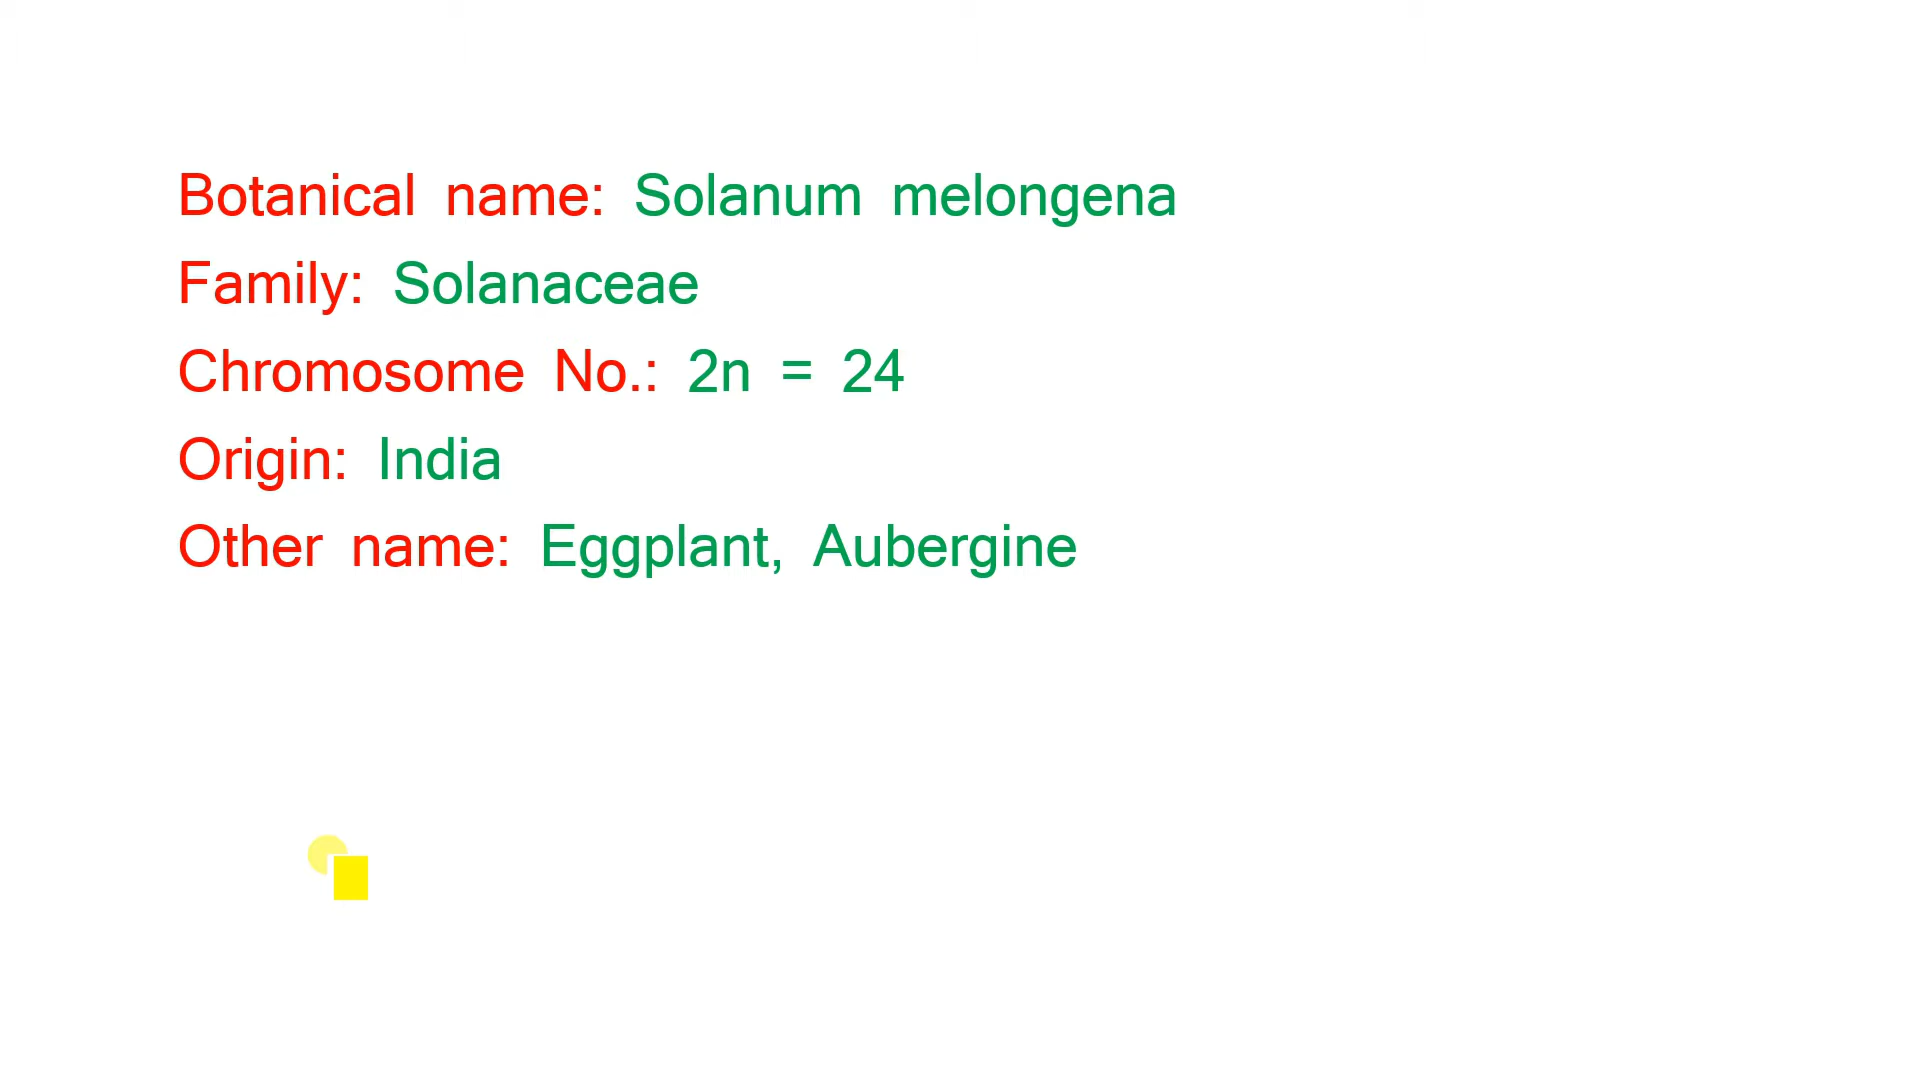 Botanical name: Solanum melongena
Family: Solanaceae
Chromosome No.: 2n = 24
Origin: India
Other name: Eggplant, Aubergine